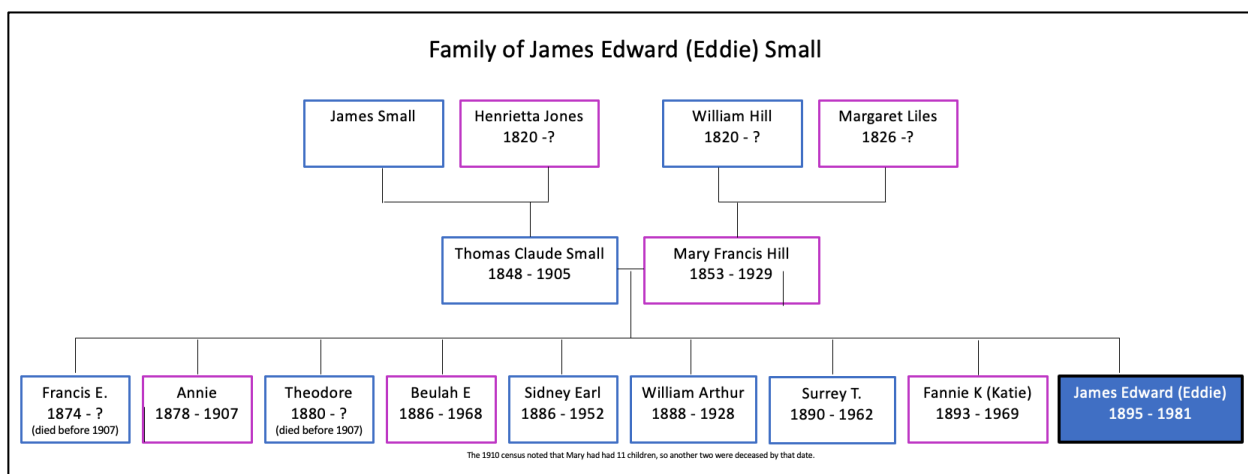 Family of James Edward (Eddie) Small
James Small
Henrietta Jones
1820 -?
William Hill
1820 - ?
Margaret Liles
1826 -?
Thomas Claude Small
1848 - 1905
Mary Francis Hill
1853 - 1929
Francis E.
1874 - ?
(died before 1907)
Annie
1878 - 1907
Theodore
1880 - ?
(died before 1907)
Beulah E
1886 - 1968
Sidney Earl
1886 - 1952
William Arthur
1888 - 1928
Surrey T.
1890 - 1962
Fannie K (Katie)
1893 - 1969
James Edward (Eddie)
1895 - 1981
The 1910 census noted that Mary had had 11 children, so another two were deceased by that date.